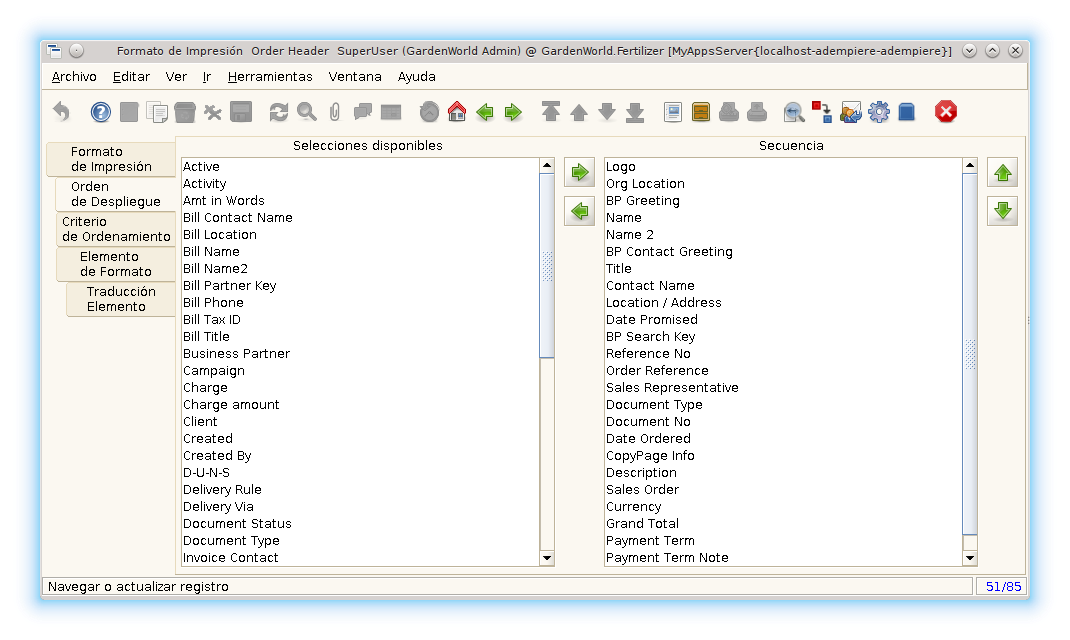 Formato de Impresión Order Header SuperUser (GardenWorld Admin) @ GardenWorld.Fertilizer [MyAppsServer{localhost-adempiere-adempiere}]
Archivo Editar Ver Ir Herramientas Ventana Ayuda
Formato
de Impresión
Orden
de Despliegue
Criterio
de Ordenamiento
Elemento
de Formato
Traducción
Elemento
Selecciones disponibles
Active
Activity
Amt in Words
Bill Contact Name
Bill Location
Bill Name
Bill Name2
Bill Partner Key
Bill Phone
Bill Tax ID
Bill Title
Business Partner
Campaign
Charge
Charge amount
Client
Created
Created By
D-U-N-S
Delivery Rule
Delivery Via
Document Status
Document Type
Invoice Contact
Secuencia
Logo
Org Location
BP Greeting
Name
Name 2
BP Contact Greeting
Title
Contact Name
Location / Address
Date Promised
BP Search Key
Reference No
Order Reference
Sales Representative
Document Type
Document No
Date Ordered
CopyPage Info
Description
Sales Order
Currency
Grand Total
Payment Term
Payment Term Note
Navegar o actualizar registro
51/85